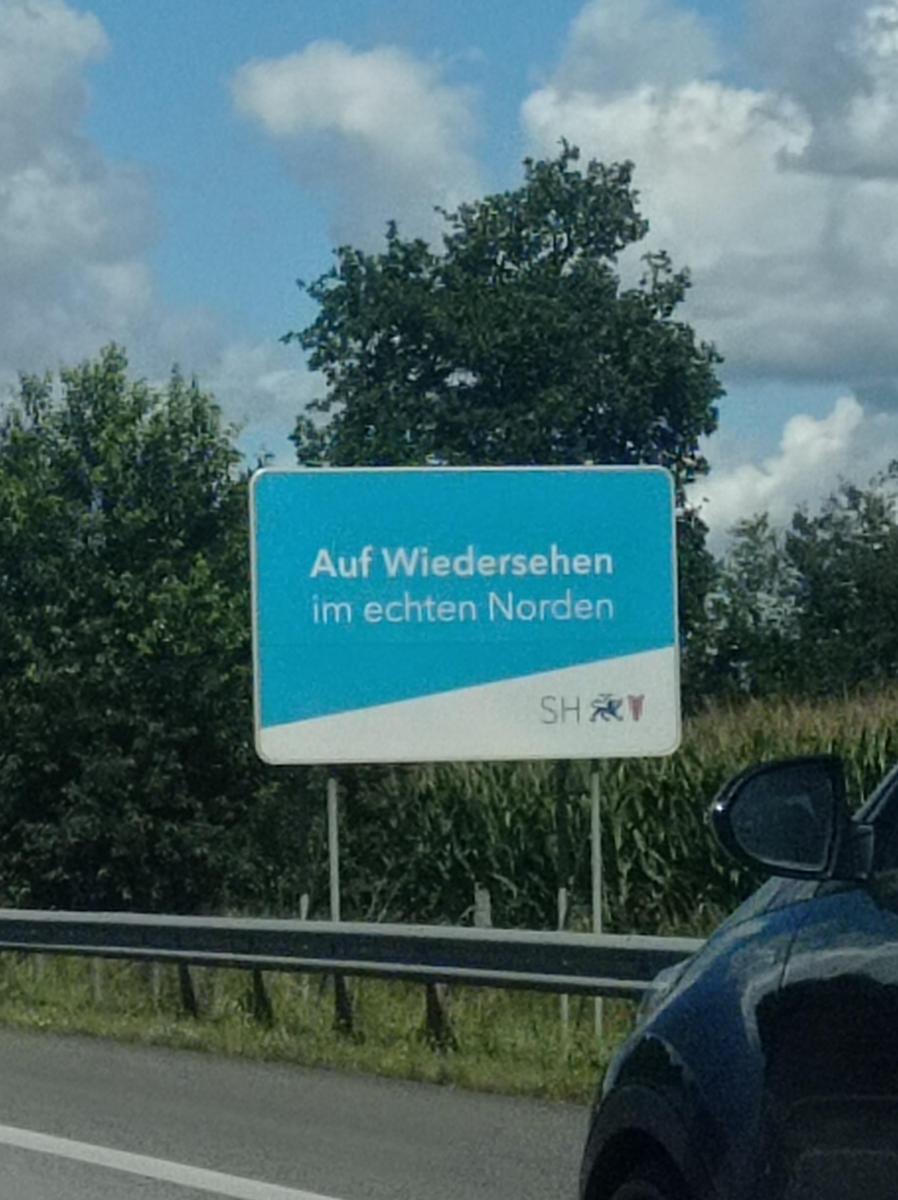 Auf Wiedersehen
im echten Norden
SH